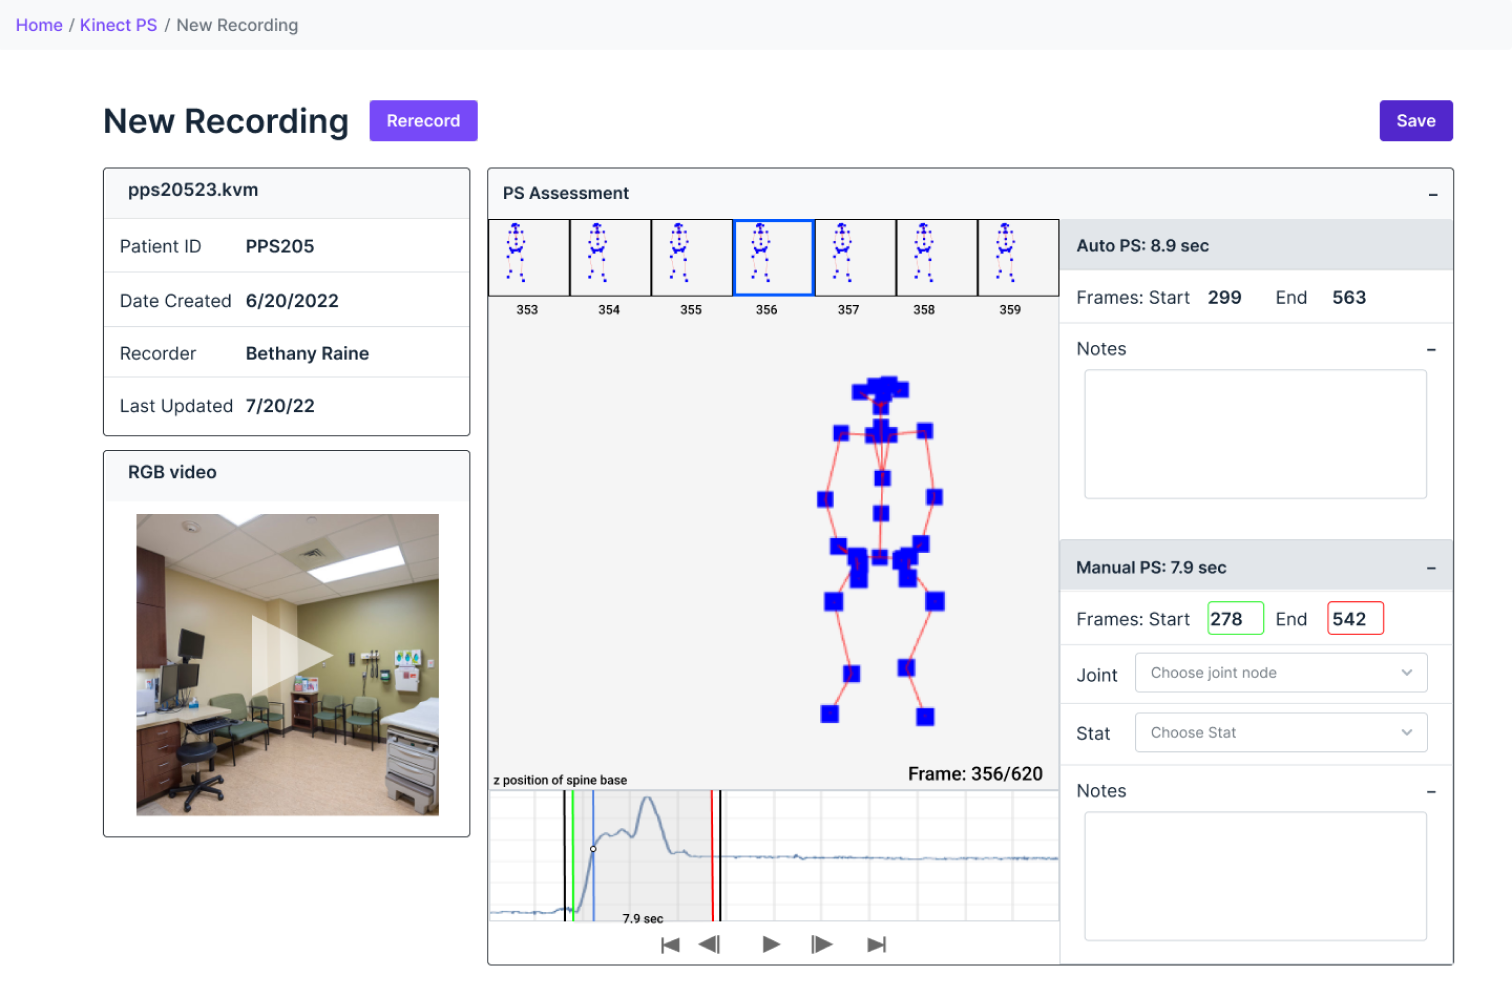 Home / Kinect PS / New Recording
New Recording
Rerecord
Save
pps20523.kvm
Patient ID PPS205
Date Created 6/20/2022
Recorder Bethany Raine
Last Updated 7/20/22
RGB video
PS Assessment
–
353 354 355 356 357 358 359
Frame: 356/620
z position of spine base
7.9 sec
Auto PS: 8.9 sec
Frames: Start 299 End 563
Notes –
Manual PS: 7.9 sec –
Frames: Start 278 End 542
Joint Choose joint node
Stat Choose Stat
Notes –